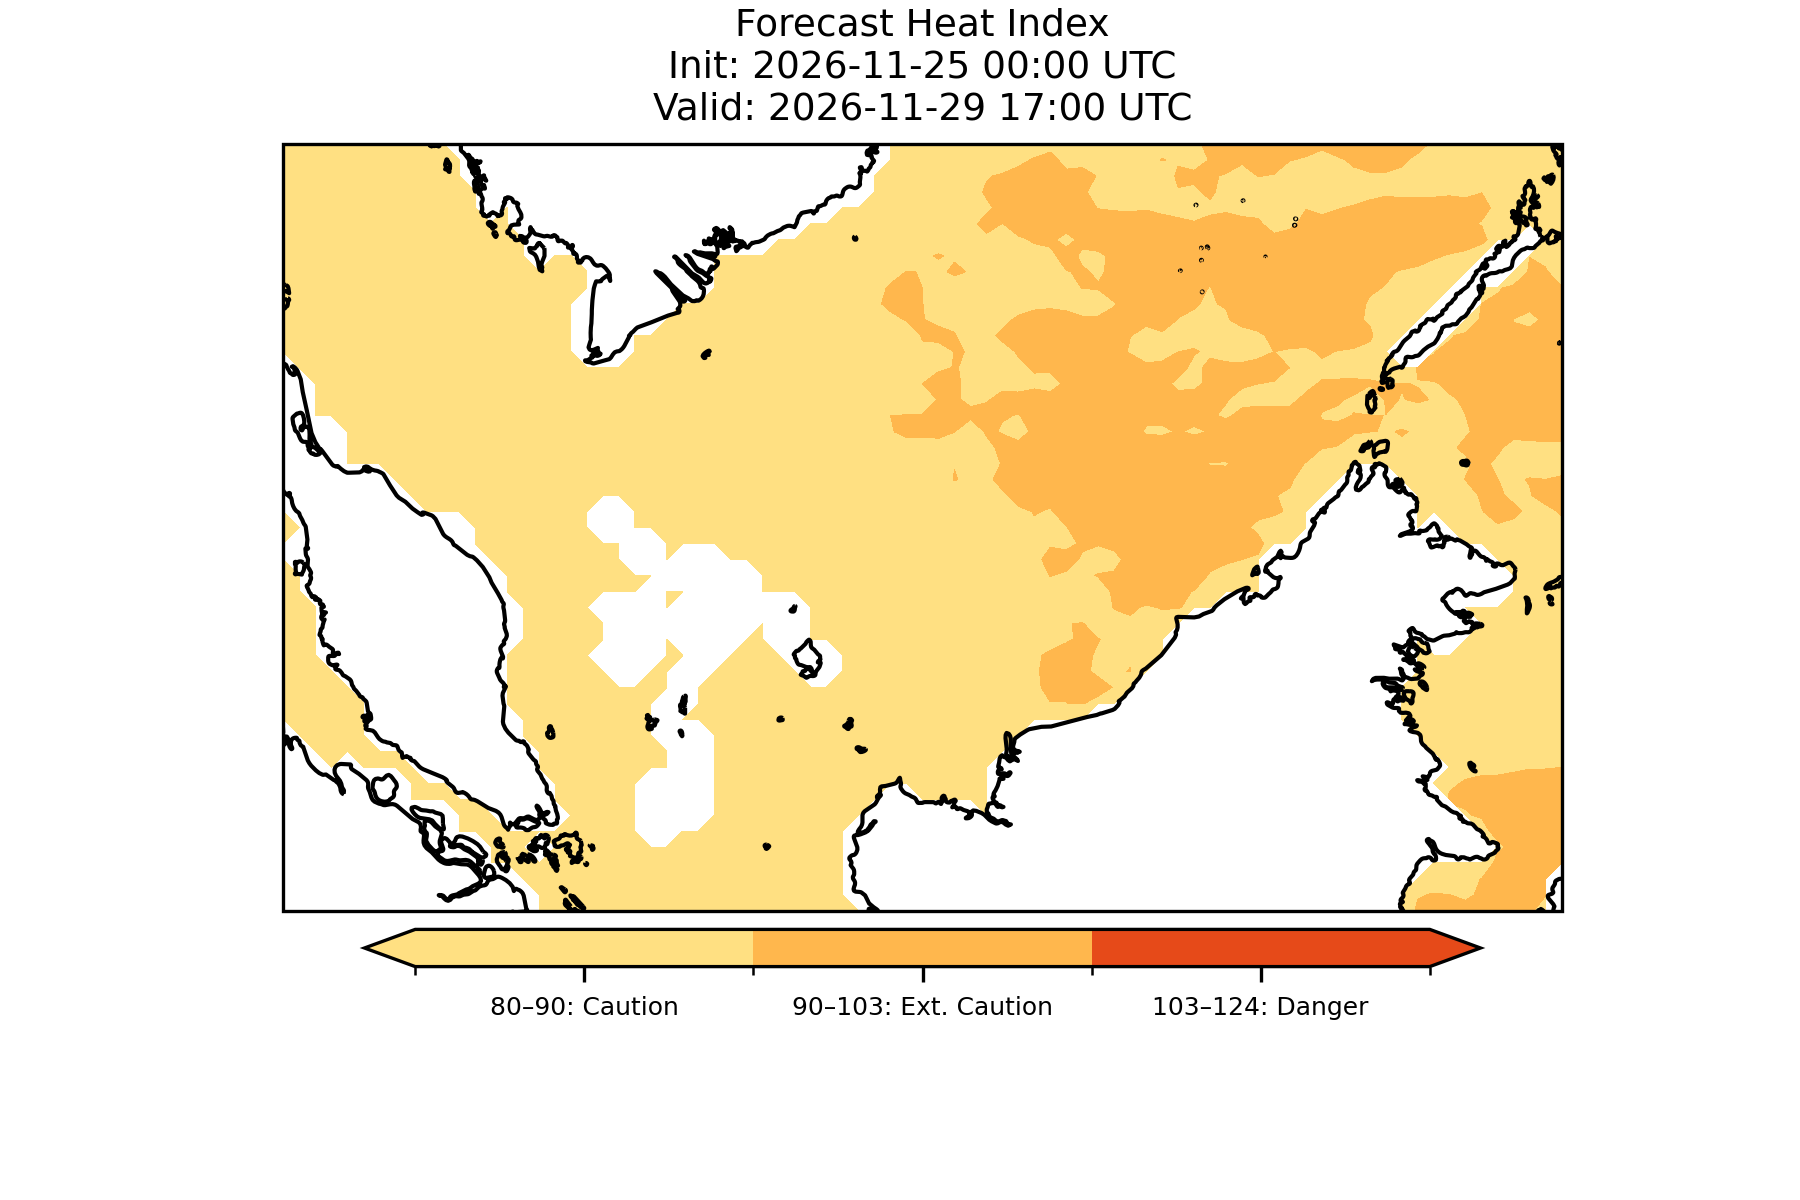 Forecast Heat Index
Init: 2026-11-25 00:00 UTC
Valid: 2026-11-29 17:00 UTC
80–90: Caution
90–103: Ext. Caution
103–124: Danger